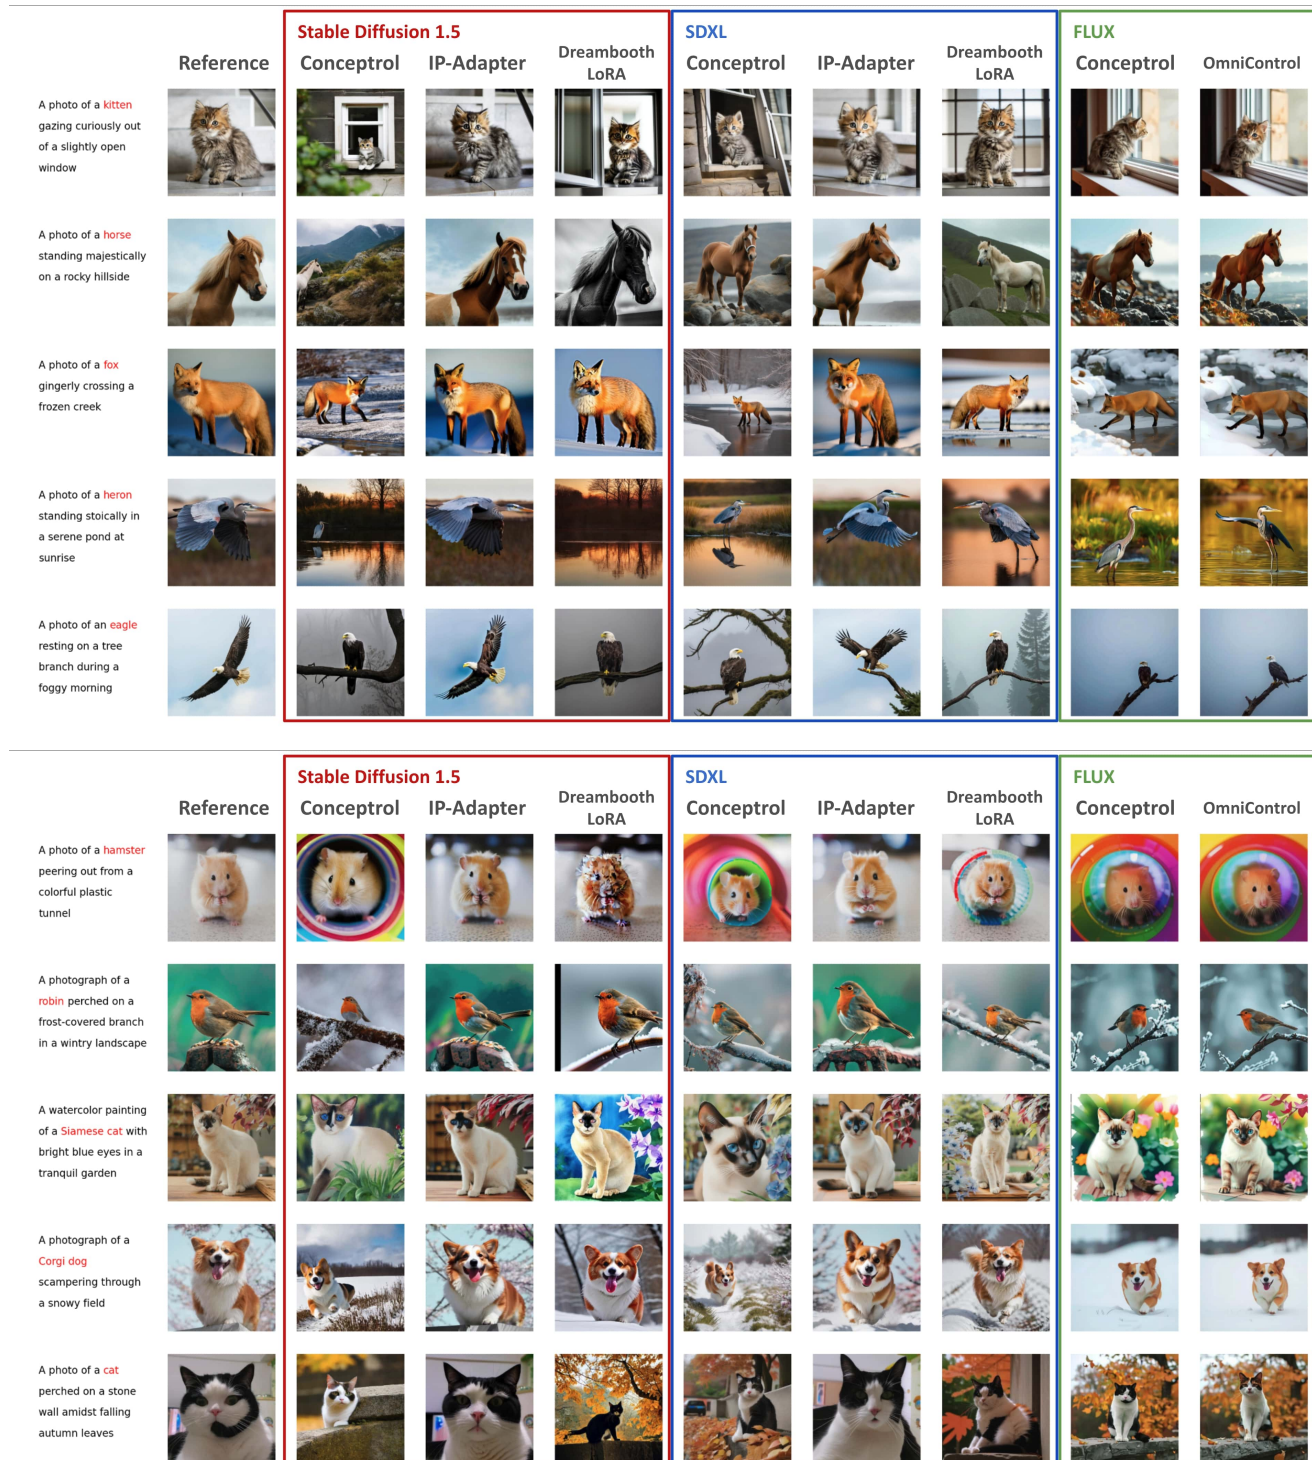 Stable Diffusion 1.5
SDXL
FLUX
Reference
Conceptrol
IP-Adapter
Dreambooth
LoRA
Conceptrol
IP-Adapter
Dreambooth
LoRA
Conceptrol
OmniControl
A photo of a kitten
gazing curiously out
of a slightly open
window
A photo of a horse
standing majestically
on a rocky hillside
A photo of a fox
gingerly crossing a
frozen creek
A photo of a heron
standing stoically in
a serene pond at
sunrise
A photo of an eagle
resting on a tree
branch during a
foggy morning
Stable Diffusion 1.5
SDXL
FLUX
Reference
Conceptrol
IP-Adapter
Dreambooth
LoRA
Conceptrol
IP-Adapter
Dreambooth
LoRA
Conceptrol
OmniControl
A photo of a hamster
peering out from a
colorful plastic
tunnel
A photograph of a
robin perched on a
frost-covered branch
in a wintry landscape
A watercolor painting
of a Siamese cat with
bright blue eyes in a
tranquil garden
A photograph of a
Corgi dog
scampering through
a snowy field
A photo of a cat
perched on a stone
wall amidst falling
autumn leaves